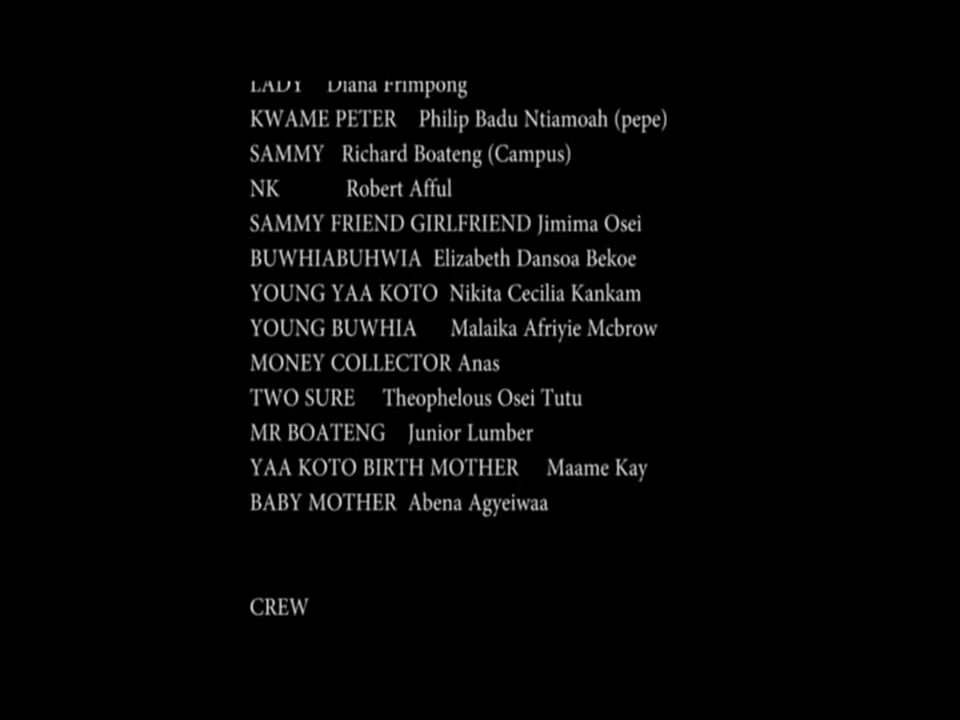 LADY Diana Frimpong
KWAME PETER Philip Badu Ntiamoah (pepe)
SAMMY Richard Boateng (Campus)
NK Robert Afful
SAMMY FRIEND GIRLFRIEND Jimima Osei
BUWHIABUHWIA Elizabeth Dansoa Bekoe
YOUNG YAA KOTO Nikita Cecilia Kankam
YOUNG BUWHIA Malaika Afriyie Mcbrow
MONEY COLLECTOR Anas
TWO SURE Theophelous Osei Tutu
MR BOATENG Junior Lumber
YAA KOTO BIRTH MOTHER Maame Kay
BABY MOTHER Abena Agyeiwaa
CREW